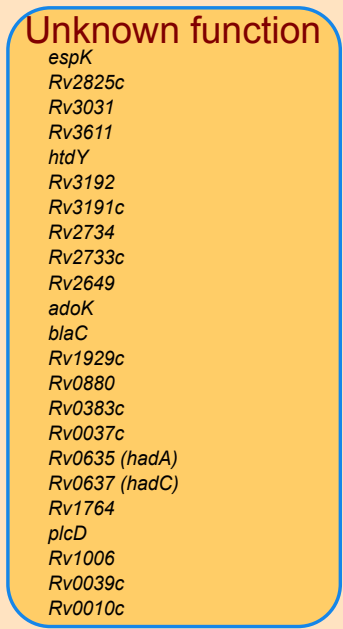 Unknown function
espK
Rv2825c
Rv3031
Rv3611
htdY
Rv3192
Rv3191c
Rv2734
Rv2733c
Rv2649
adoK
blaC
Rv1929c
Rv0880
Rv0383c
Rv0037c
Rv0635 (hadA)
Rv0637 (hadC)
Rv1764
plcD
Rv1006
Rv0039c
Rv0010c